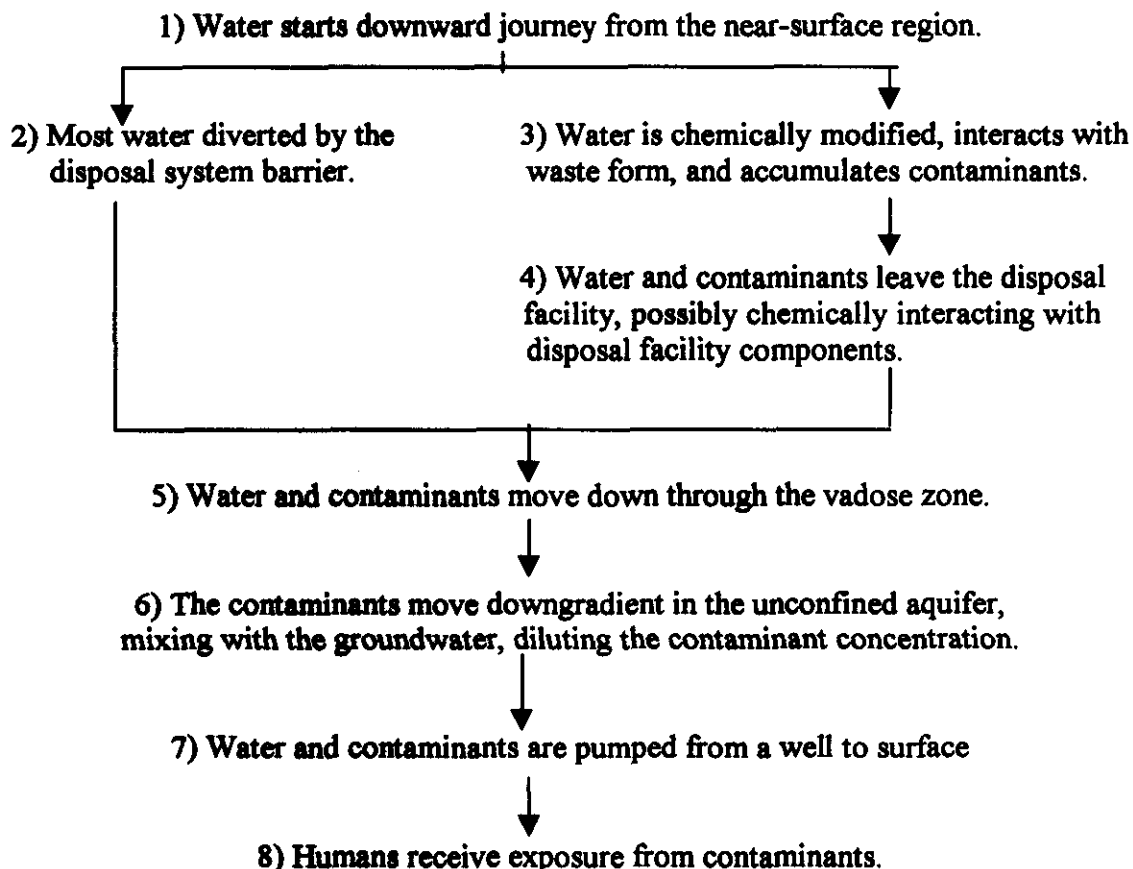 1) Water starts downward journey from the near-surface region.
2) Most water diverted by the
disposal system barrier.
3) Water is chemically modified, interacts with
waste form, and accumulates contaminants.
4) Water and contaminants leave the disposal
facility, possibly chemically interacting with
disposal facility components.
5) Water and contaminants move down through the vadose zone.
6) The contaminants move downgradient in the unconfined aquifer,
mixing with the groundwater, diluting the contaminant concentration.
7) Water and contaminants are pumped from a well to surface
8) Humans receive exposure from contaminants.